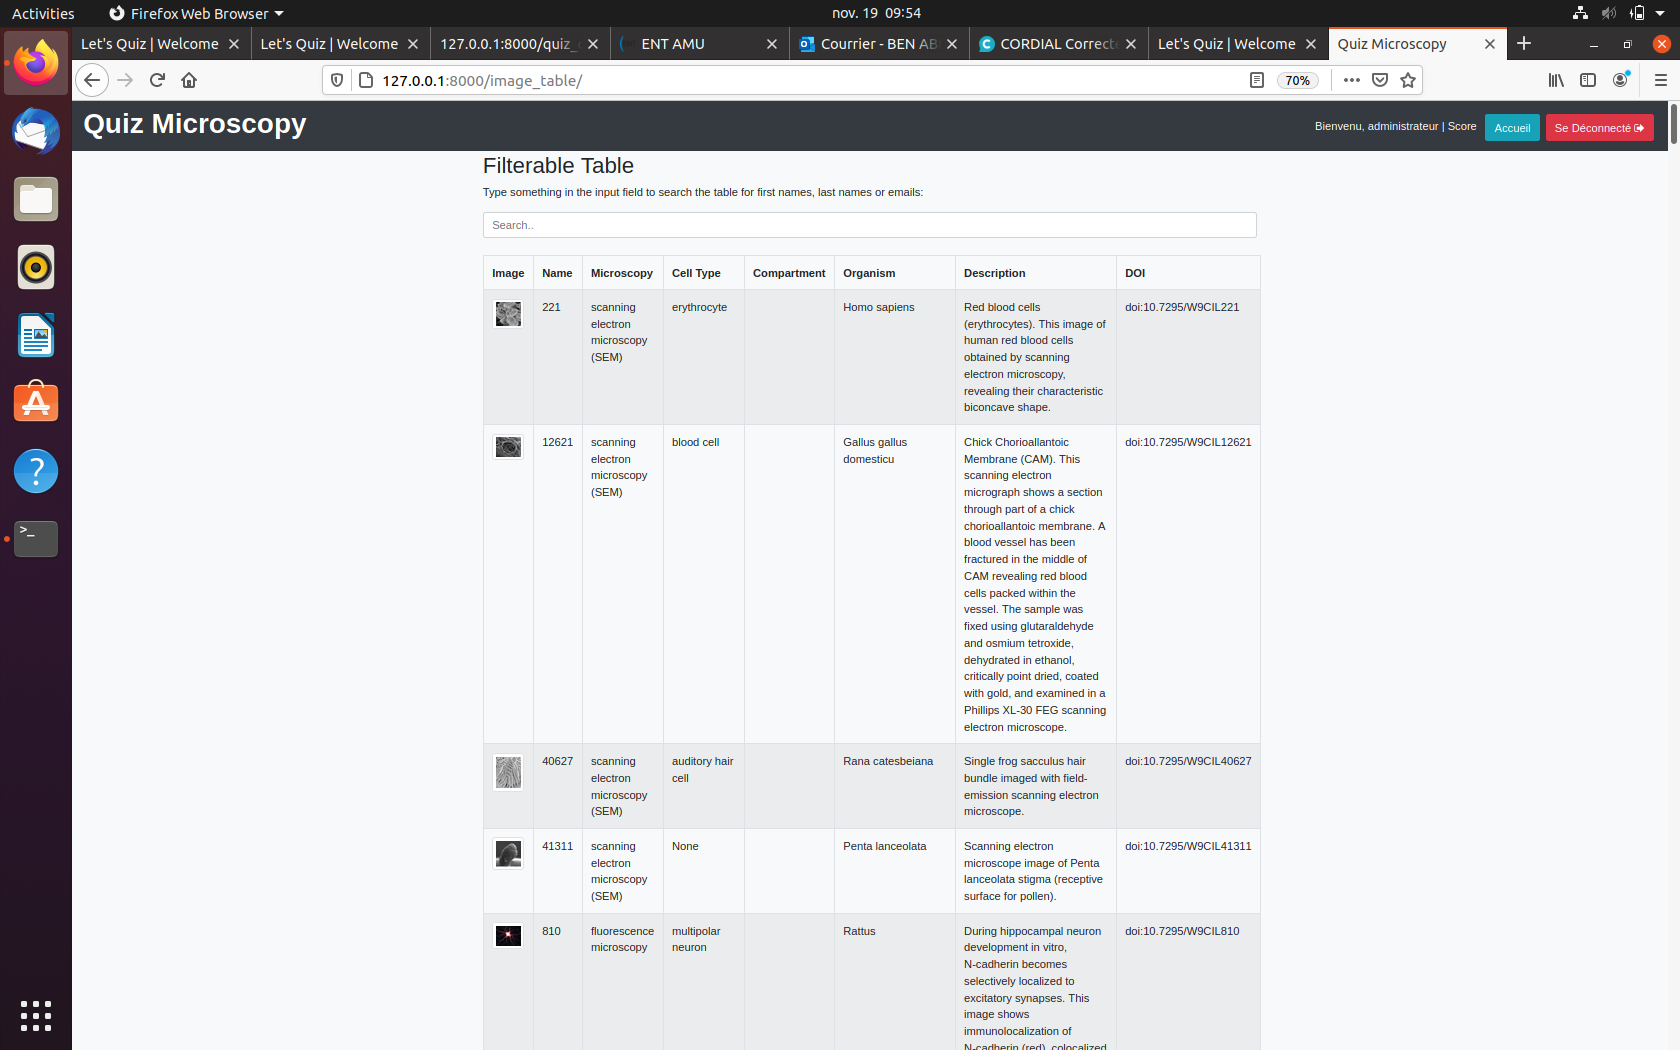 Activities
Firefox Web Browser
nov. 19 09:54
Let's Quiz | Welcome
Let's Quiz | Welcome
127.0.0.1:8000/quiz_
ENT AMU
Courrier - BEN AB
CORDIAL Correct
Let's Quiz | Welcome
Quiz Microscopy
127.0.0.1:8000/image_table/
70%
Quiz Microscopy
Bienvenu, administrateur | Score
Accueil
Se Déconnecté
Filterable Table
Type something in the input field to search the table for first names, last names or emails:
Search..
Image Name Microscopy Cell Type Compartment Organism Description DOI
221
scanning
electron
microscopy
(SEM)
erythrocyte
Homo sapiens
Red blood cells
(erythrocytes). This image of
human red blood cells
obtained by scanning
electron microscopy,
revealing their characteristic
biconcave shape.
doi:10.7295/W9CIL221
12621
scanning
electron
microscopy
(SEM)
blood cell
Gallus gallus
domesticu
Chick Chorioallantoic
Membrane (CAM). This
scanning electron
micrograph shows a section
through part of a chick
chorioallantoic membrane. A
blood vessel has been
fractured in the middle of
CAM revealing red blood
cells packed within the
vessel. The sample was
fixed using glutaraldehyde
and osmium tetroxide,
dehydrated in ethanol,
critically point dried, coated
with gold, and examined in a
Phillips XL-30 FEG scanning
electron microscope.
doi:10.7295/W9CIL12621
40627
scanning
electron
microscopy
(SEM)
auditory hair
cell
Rana catesbeiana
Single frog sacculus hair
bundle imaged with field-
emission scanning electron
microscope.
doi:10.7295/W9CIL40627
41311
scanning
electron
microscopy
(SEM)
None
Penta lanceolata
Scanning electron
microscope image of Penta
lanceolata stigma (receptive
surface for pollen).
doi:10.7295/W9CIL41311
810
fluorescence
microscopy
multipolar
neuron
Rattus
During hippocampal neuron
development in vitro,
N-cadherin becomes
selectively localized to
excitatory synapses. This
image shows
immunolocalization of
N-cadherin (red), colocalized
doi:10.7295/W9CIL810